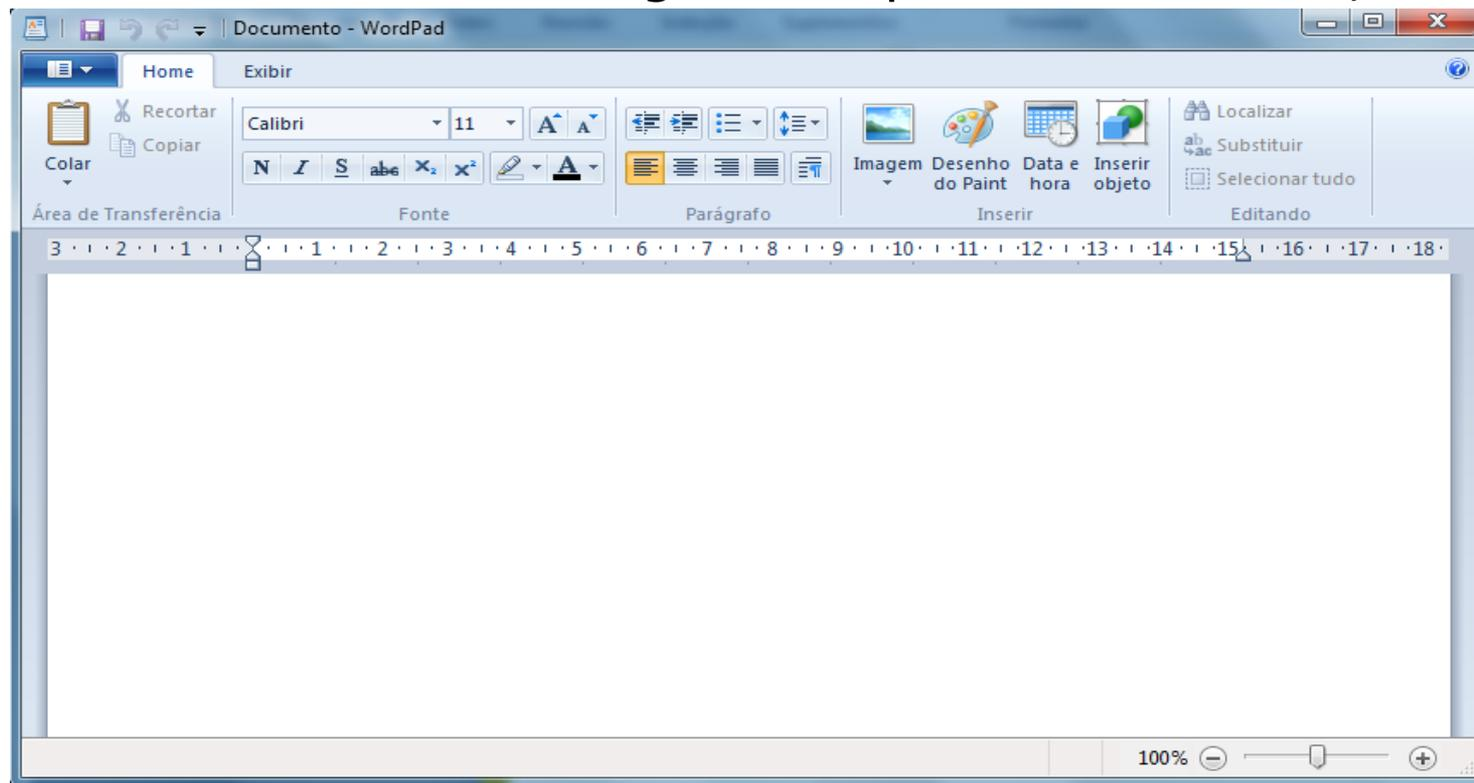 Documento - WordPad
Home Exibir
Colar
Recortar
Copiar
Área de Transferência
Calibri 11 A A
N I S abc X₂ x² A
Fonte
Parágrafo
Imagem
Desenho do Paint
Data e hora
Inserir objeto
Inserir
Localizar
Substituir
Selecionar tudo
Editando
3 2 1 1 2 3 4 5 6 7 8 9 10 11 12 13 14 15 16 17 18
100%